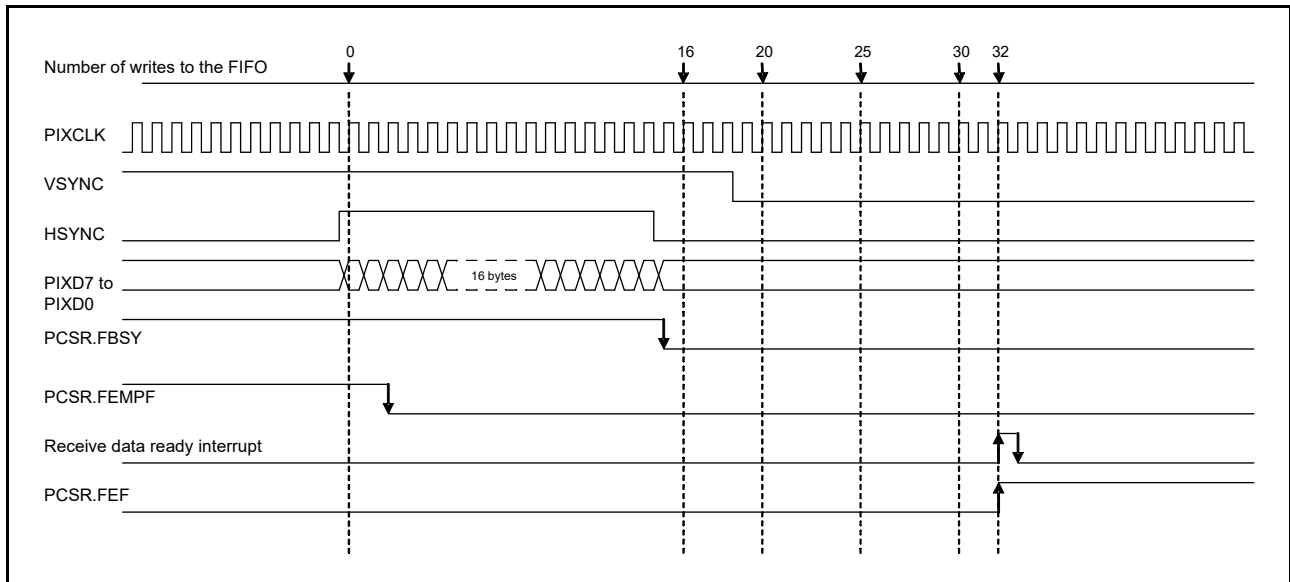 0 16 20 25 30 32
Number of writes to the FIFO
PIXCLK
VSYNC
HSYNC
16 bytes
PIXD7 to
PIXD0
PCSR.FBSY
PCSR.FEMPF
Receive data ready interrupt
PCSR.FEF